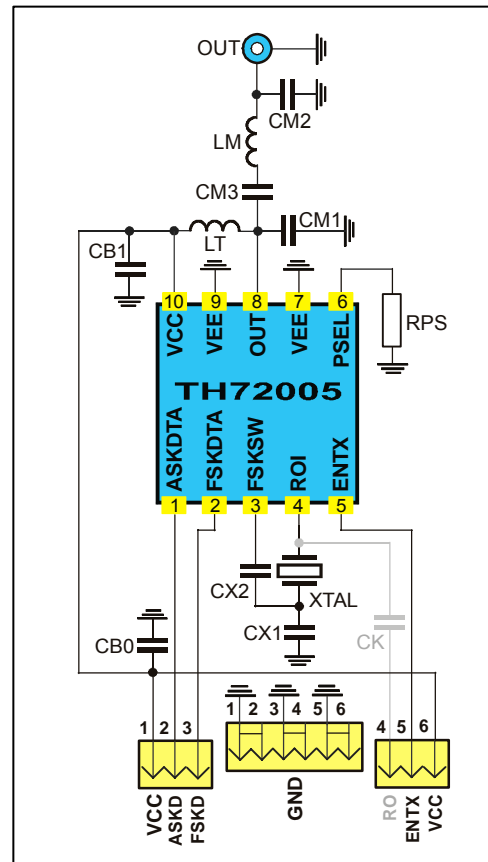 OUT
CM2
LM
CM3
CB1
LT
CM1
10 9 8 7 6
VCC VEE OUT VEE PSEL
RPS
TH72005
ASKDTA FSKDTA FSKSW ROI ENTX
1 2 3 4 5
CX2
XTAL
CB0
CX1
CK
1 2 3
1 2 3 4 5 6
4 5 6
VCC ASKD FSKD
GND
RO ENTX VCC